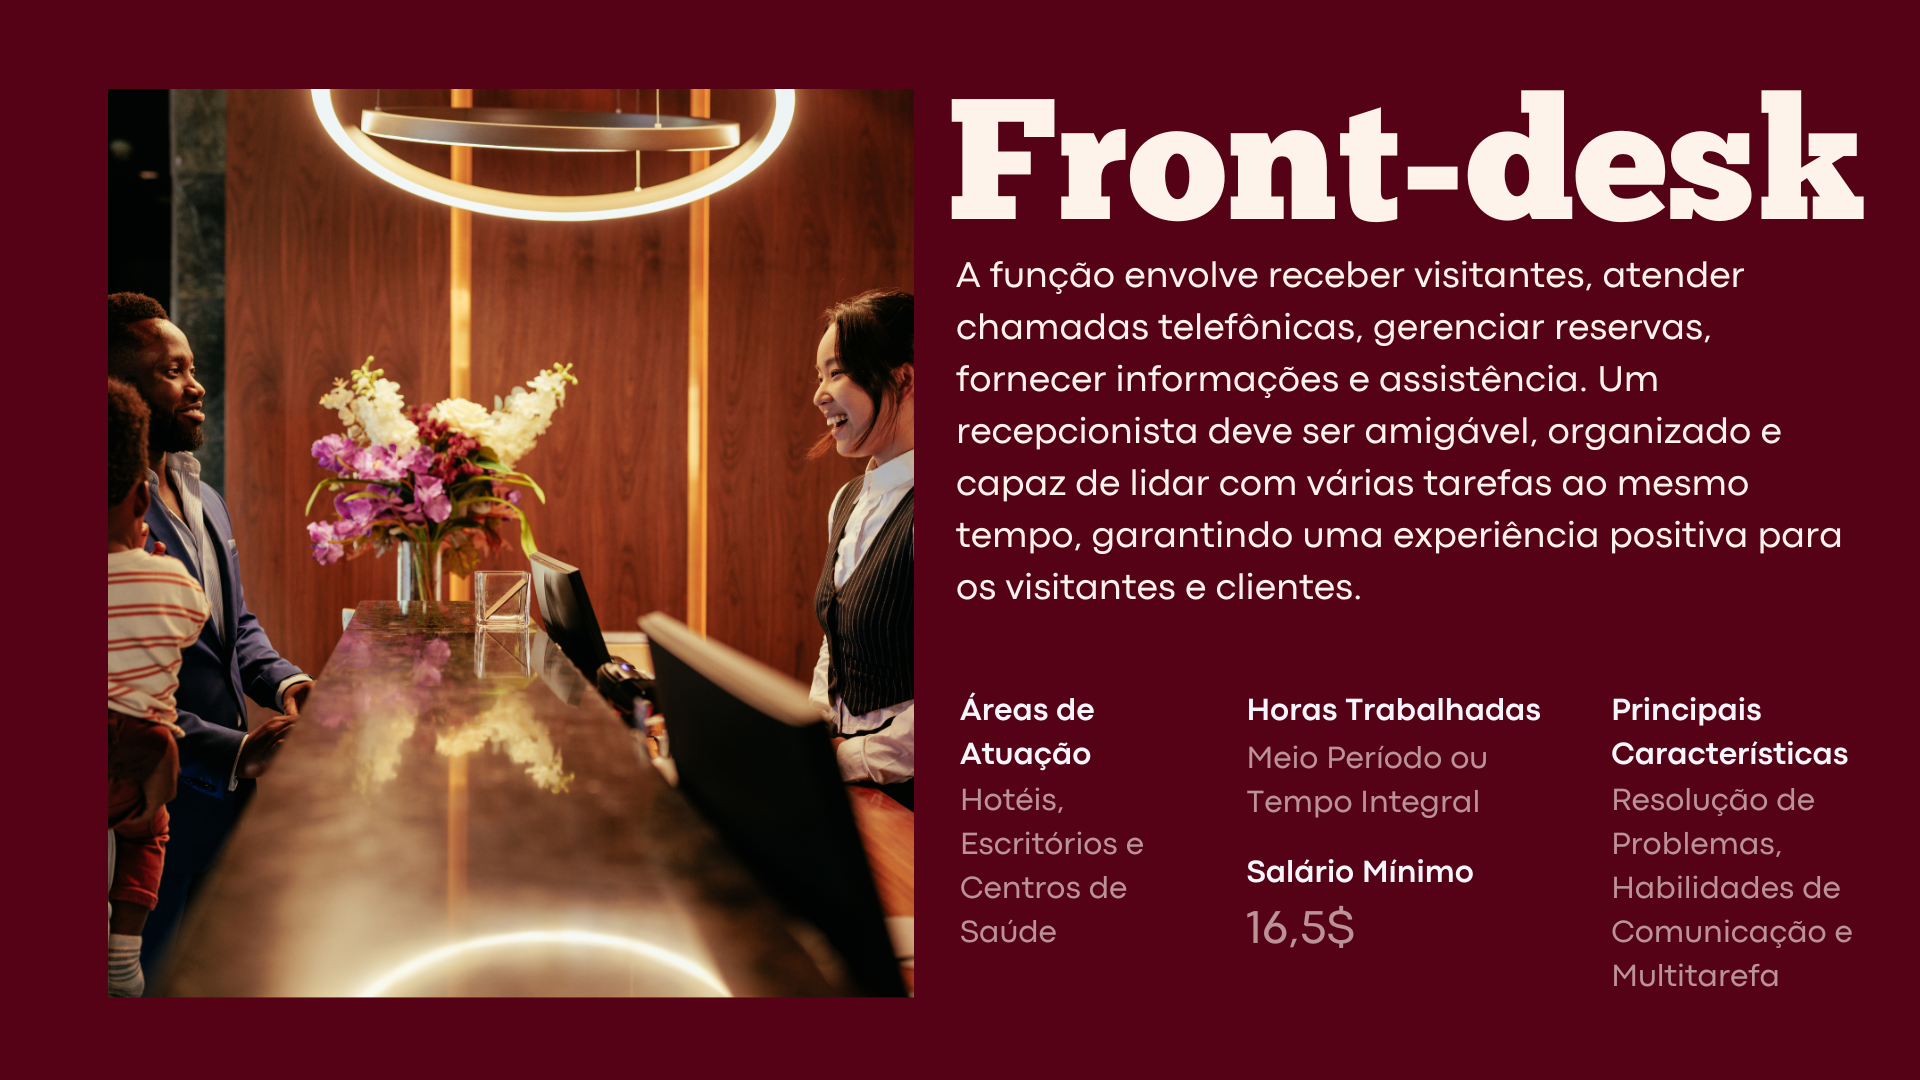 Front-desk
A função envolve receber visitantes, atender
chamadas telefônicas, gerenciar reservas,
fornecer informações e assistência. Um
recepcionista deve ser amigável, organizado e
capaz de lidar com várias tarefas ao mesmo
tempo, garantindo uma experiência positiva para
os visitantes e clientes.
Áreas de
Atuação
Hotéis,
Escritórios e
Centros de
Saúde
Horas Trabalhadas
Meio Período ou
Tempo Integral
Salário Mínimo
16,5$
Principais
Características
Resolução de
Problemas,
Habilidades de
Comunicação e
Multitarefa